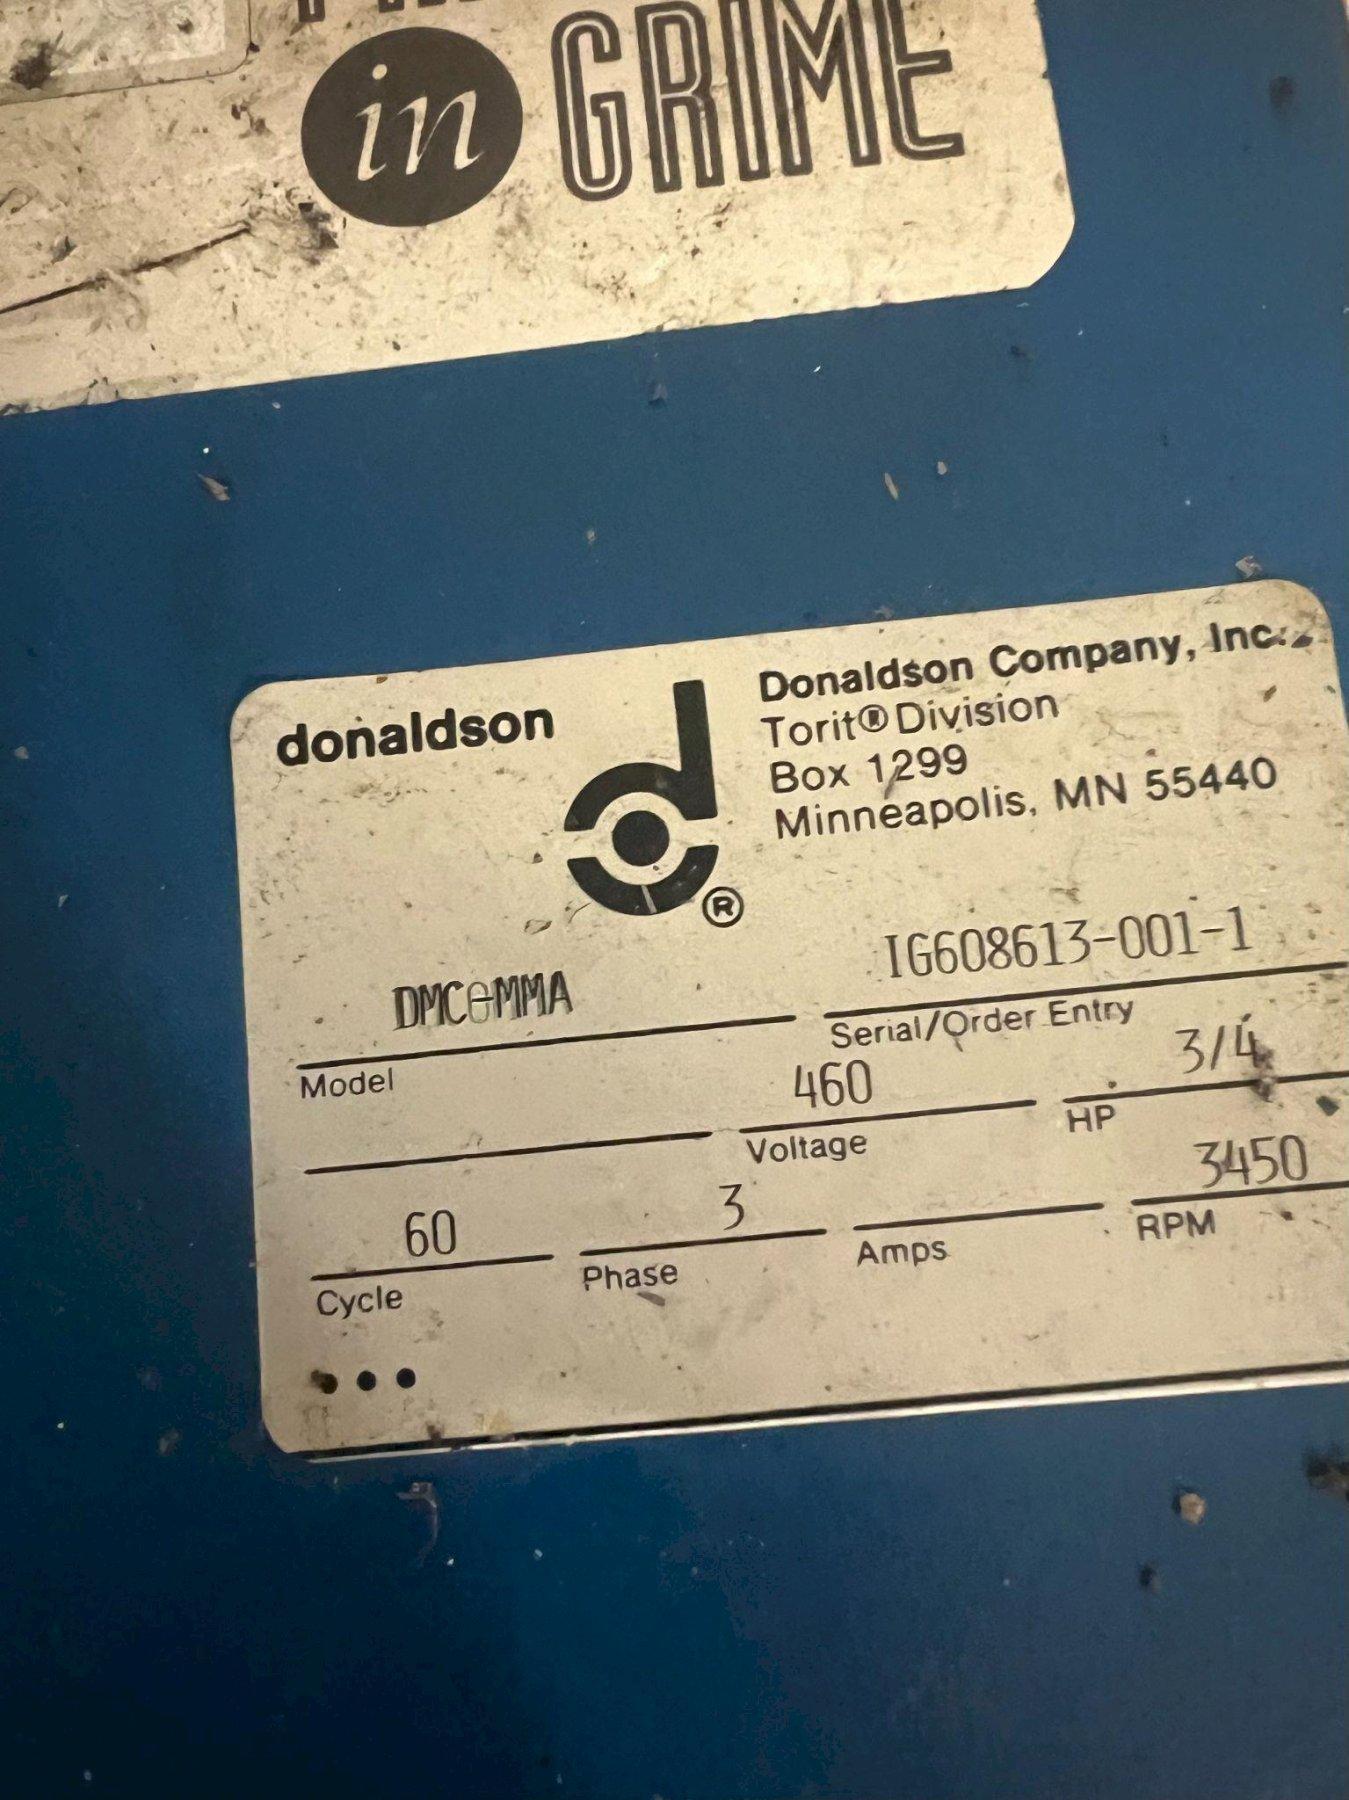 in GRIME
donaldson
Donaldson Company, Inc.
Torit® Division
Box 1299
Minneapolis, MN 55440
®
IG608613-001-1
Model
Serial/Order Entry
460
3/4
Voltage
HP
60
3
3450
Cycle
Phase
Amps
RPM